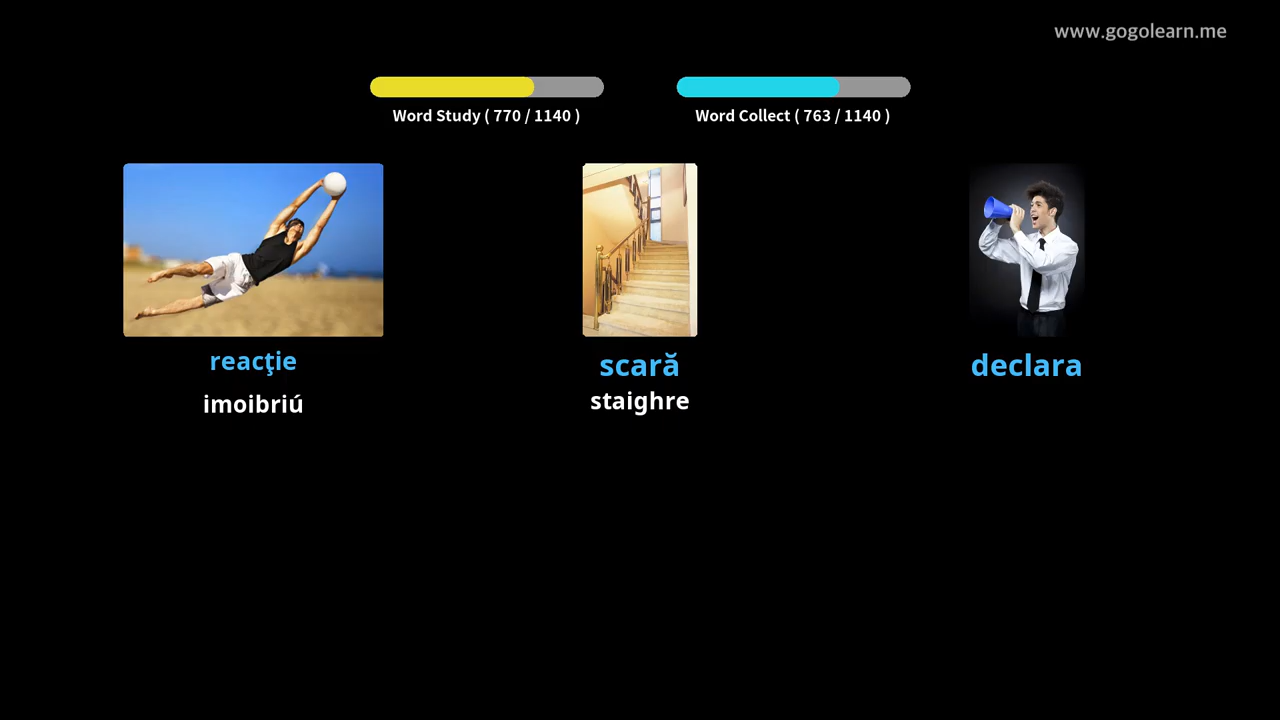 www.gogolearn.me
Word Study ( 770 / 1140 )
Word Collect ( 763 / 1140 )
reacţie
imoibriú
scară
staighre
declara